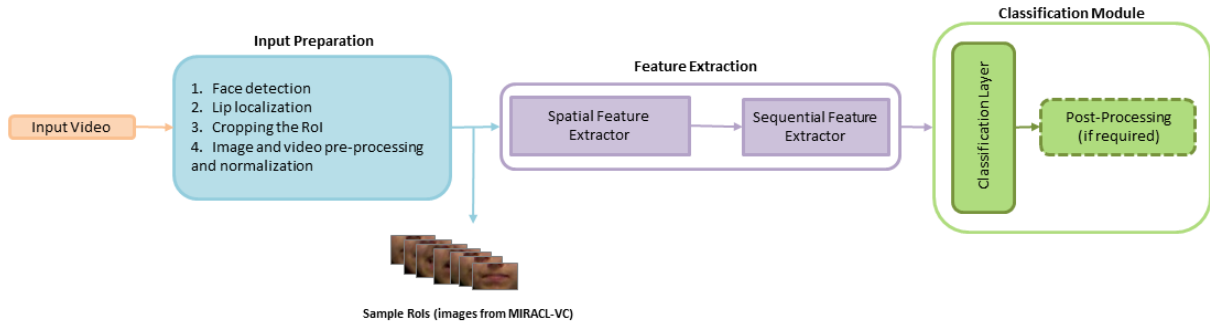 Classification Module
Input Preparation
Feature Extraction
Input Video
1. Face detection
2. Lip localization
3. Cropping the RoI
4. Image and video pre-processing
and normalization
Spatial Feature
Extractor
Sequential Feature
Extractor
Classification Layer
Post-Processing
(if required)
Sample RoIs (images from MIRACL-VC)